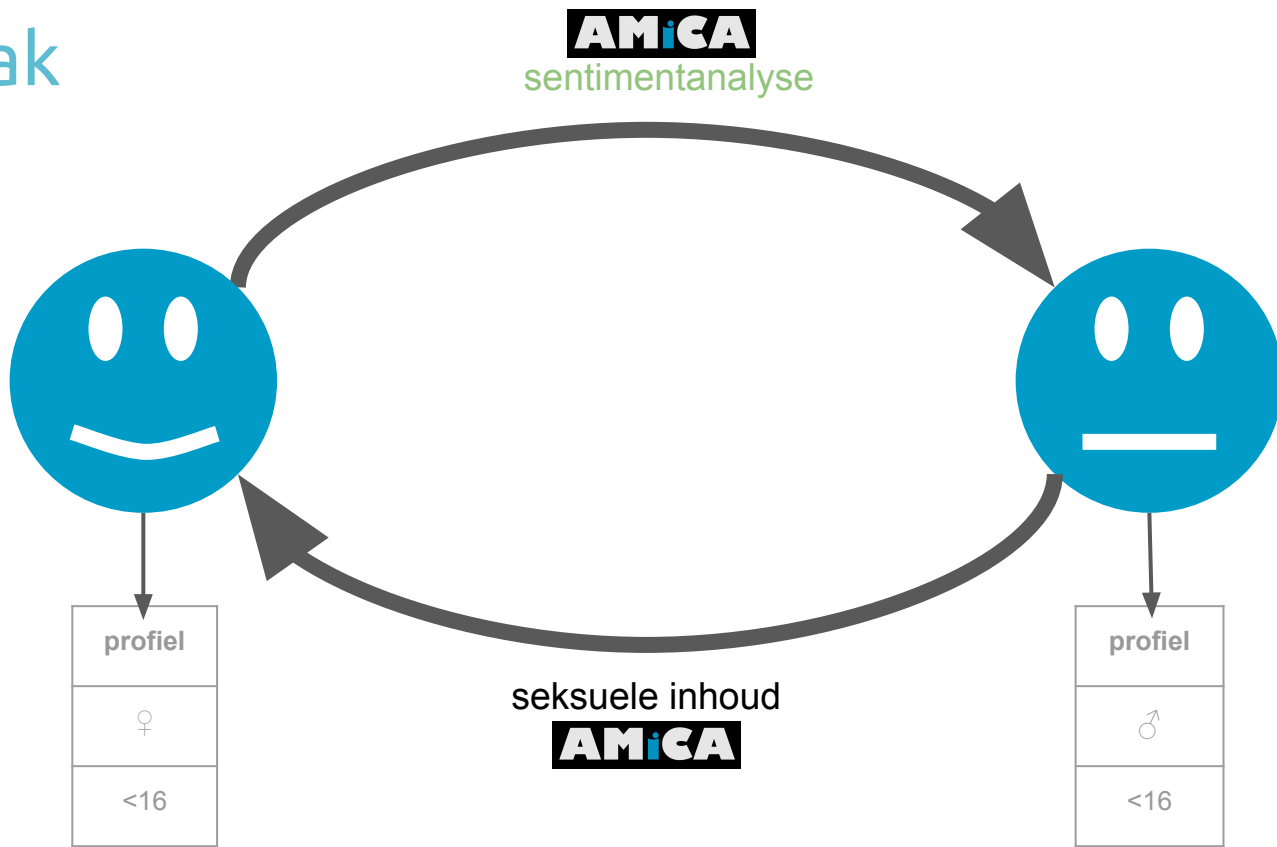 ak
AMiCA
sentimentanalyse
seksuele inhoud
AMiCA
profiel
♀
<16
profiel
♂
<16